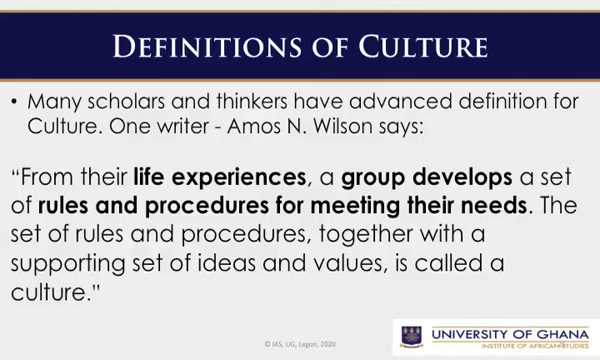 DEFINITIONS OF CULTURE
• Many scholars and thinkers have advanced definition for
Culture. One writer - Amos N. Wilson says:
“From their life experiences, a group develops a set
of rules and procedures for meeting their needs. The
set of rules and procedures, together with a
supporting set of ideas and values, is called a
culture.”
© IAS, UG, Legon, 2020
UNIVERSITY OF GHANA
INSTITUTE OF AFRICAN STUDIES